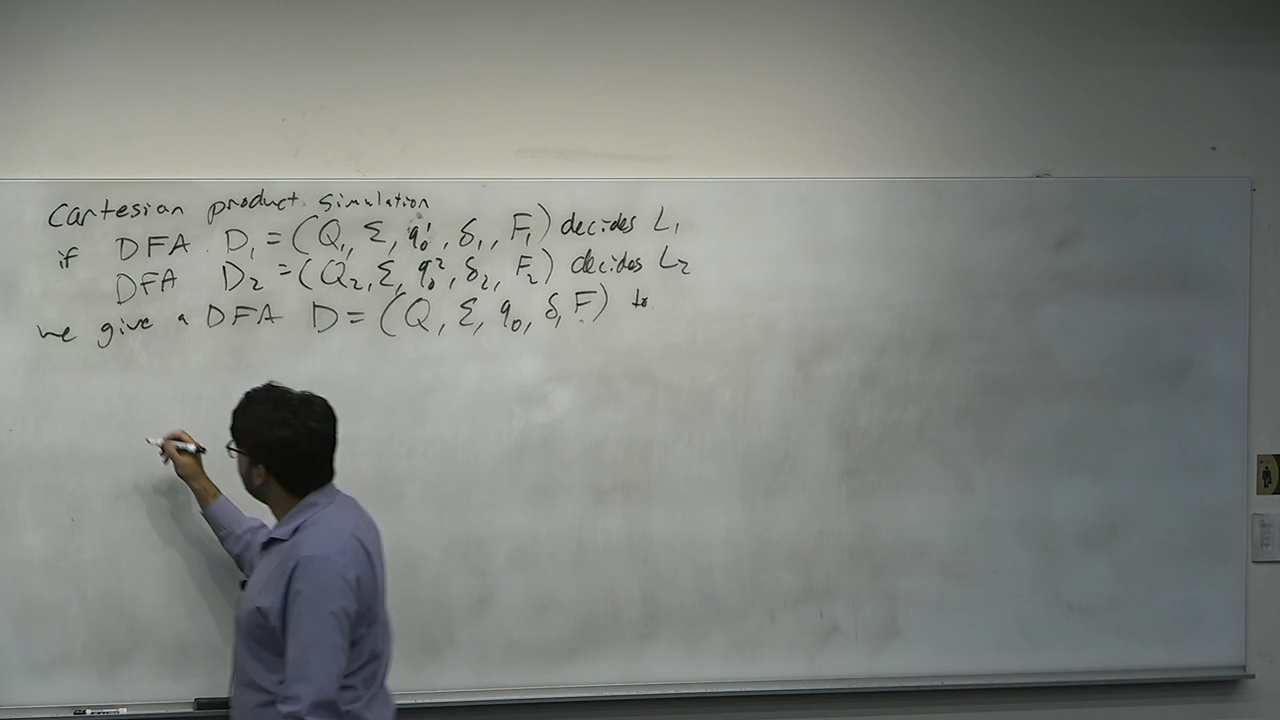 Cartesian product simulation
if DFA D₁ = (Q₁, Σ, q₀¹, δ₁, F₁) decides L₁
DFA D₂ = (Q₂, Σ, q₀², δ₂, F₂) decides L₂
we give a DFA D = (Q, Σ, q₀, δ, F) to